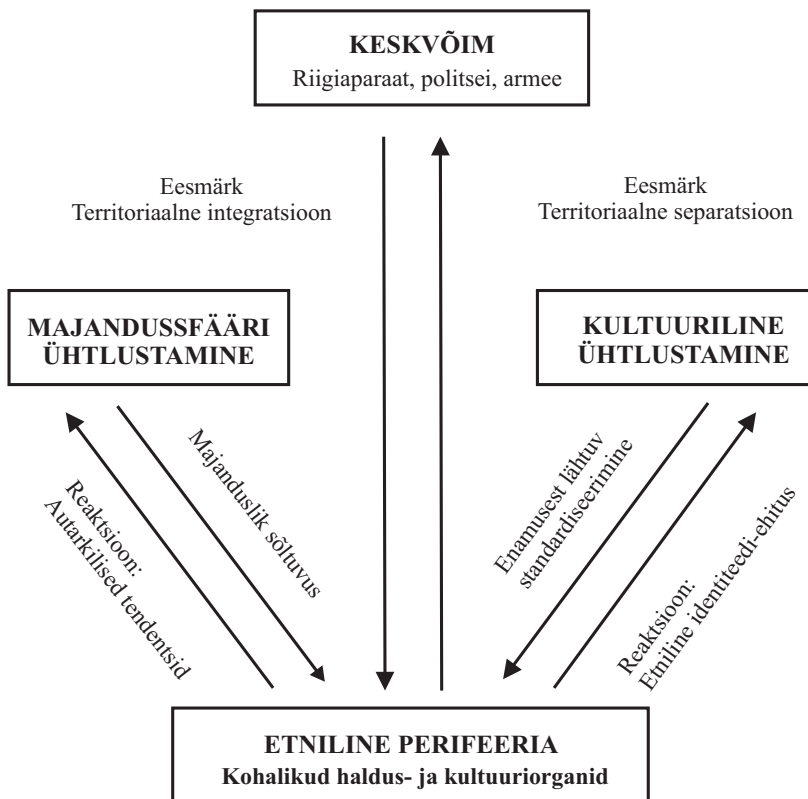 KESKVÕIM
Riigiaparaat, politsei, armee
Eesmärk
Territoriaalne integratsioon
Eesmärk
Territoriaalne separatsioon
MAJANDUSSFÄÄRI
ÜHTLUSTAMINE
KULTUURILINE
ÜHTLUSTAMINE
Reaktsioon:
Autarkilised tendentsid
Majanduslik sõltuvus
Enamusest lähtuv
standardiseerimine
Reaktsioon:
Etniline identiteedi-ehitus
ETNILINE PERIFEERIA
Kohalikud haldus- ja kultuuriorganid